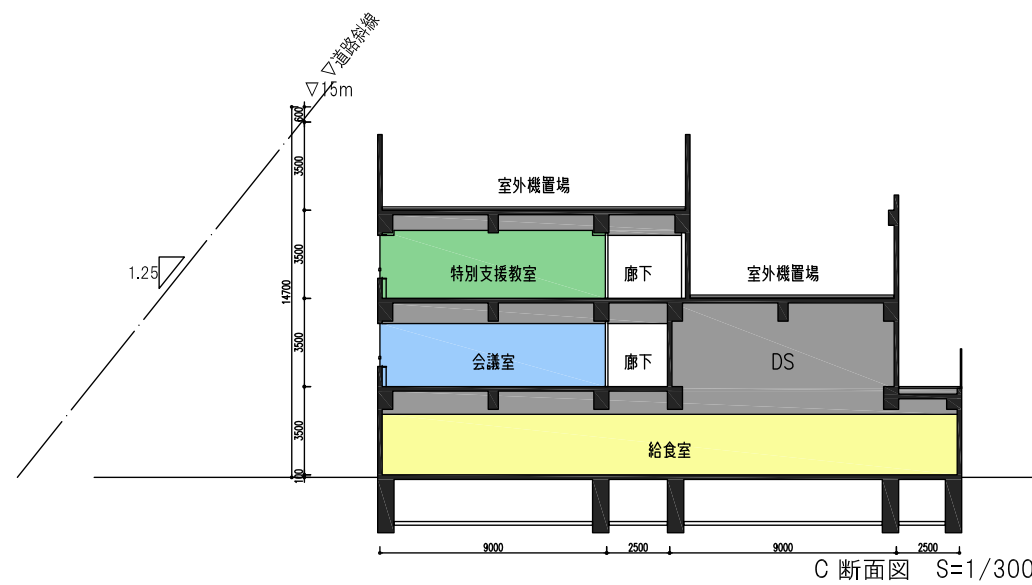 ▽道路斜線
▽15m
600
3500
室外機置場
1.25
14700
3500
特別支援教室
廊下
室外機置場
3500
会議室
廊下
DS
3500
給食室
100
9000
2500
9000
2500
C 断面図 S=1/300